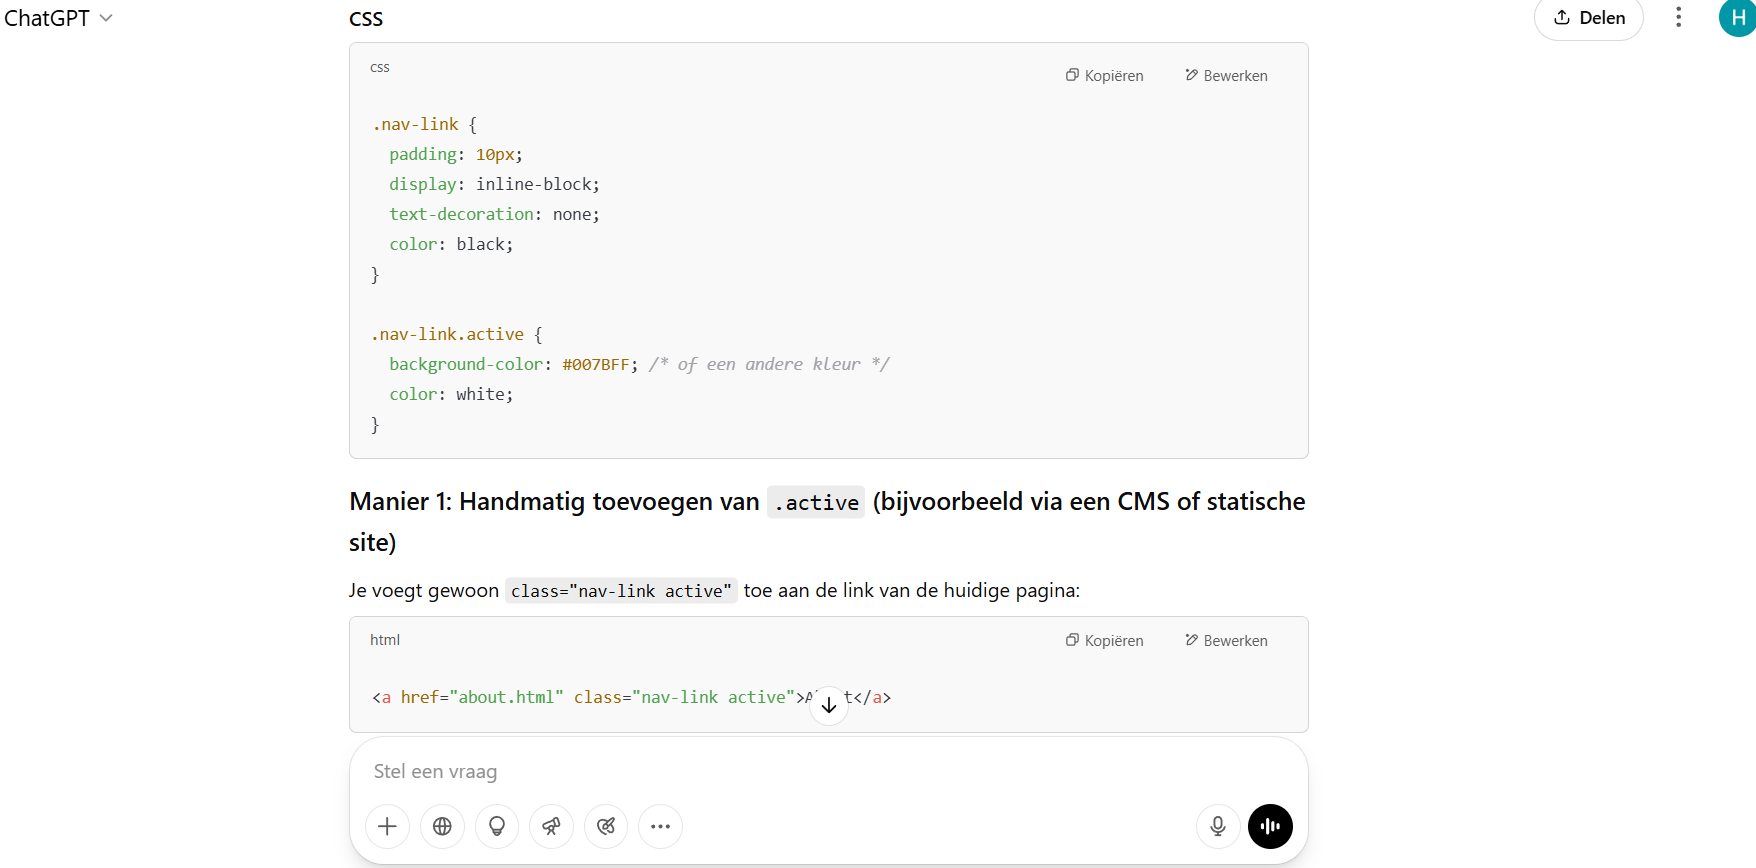 ChatGPT
Delen
H
CSS
css
Kopiëren
Bewerken
.nav-link {
  padding: 10px;
  display: inline-block;
  text-decoration: none;
  color: black;
}
.nav-link.active {
  background-color: #007BFF; /* of een andere kleur */
  color: white;
}
Manier 1: Handmatig toevoegen van .active (bijvoorbeeld via een CMS of statische
site)
Je voegt gewoon class="nav-link active" toe aan de link van de huidige pagina:
html
Kopiëren
Bewerken
<a href="about.html" class="nav-link active"></a>
Stel een vraag